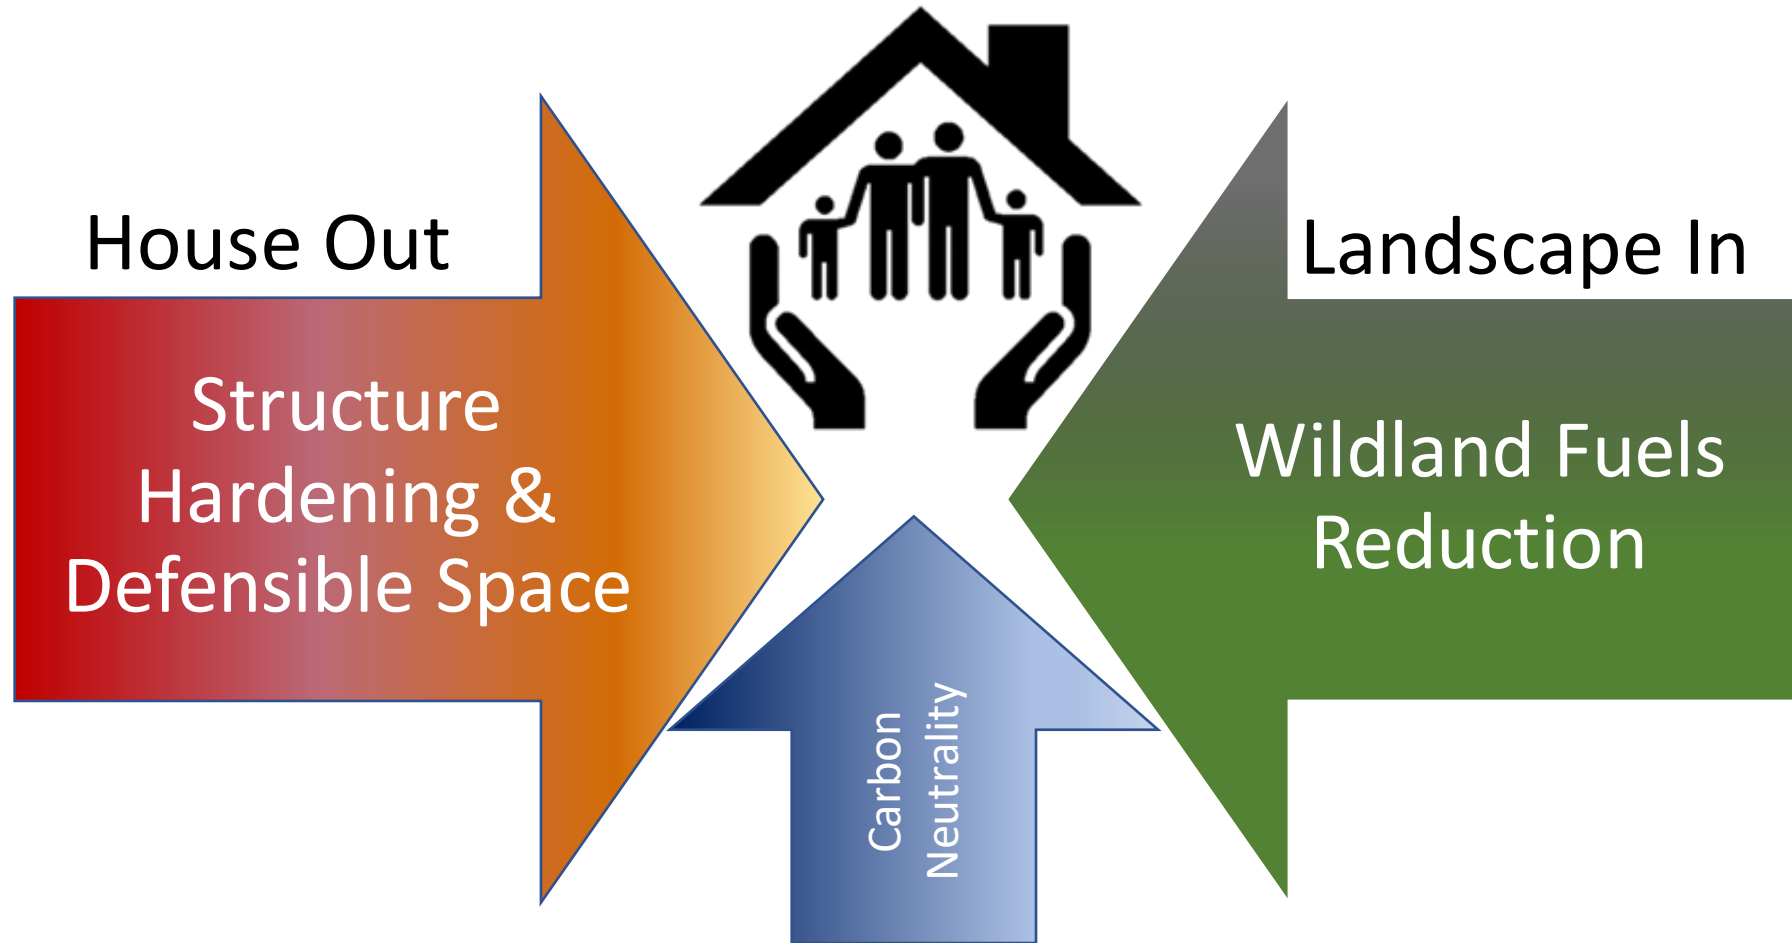 House Out
Structure
Hardening &
Defensible Space
Landscape In
Wildland Fuels
Reduction
Carbon
Neutrality